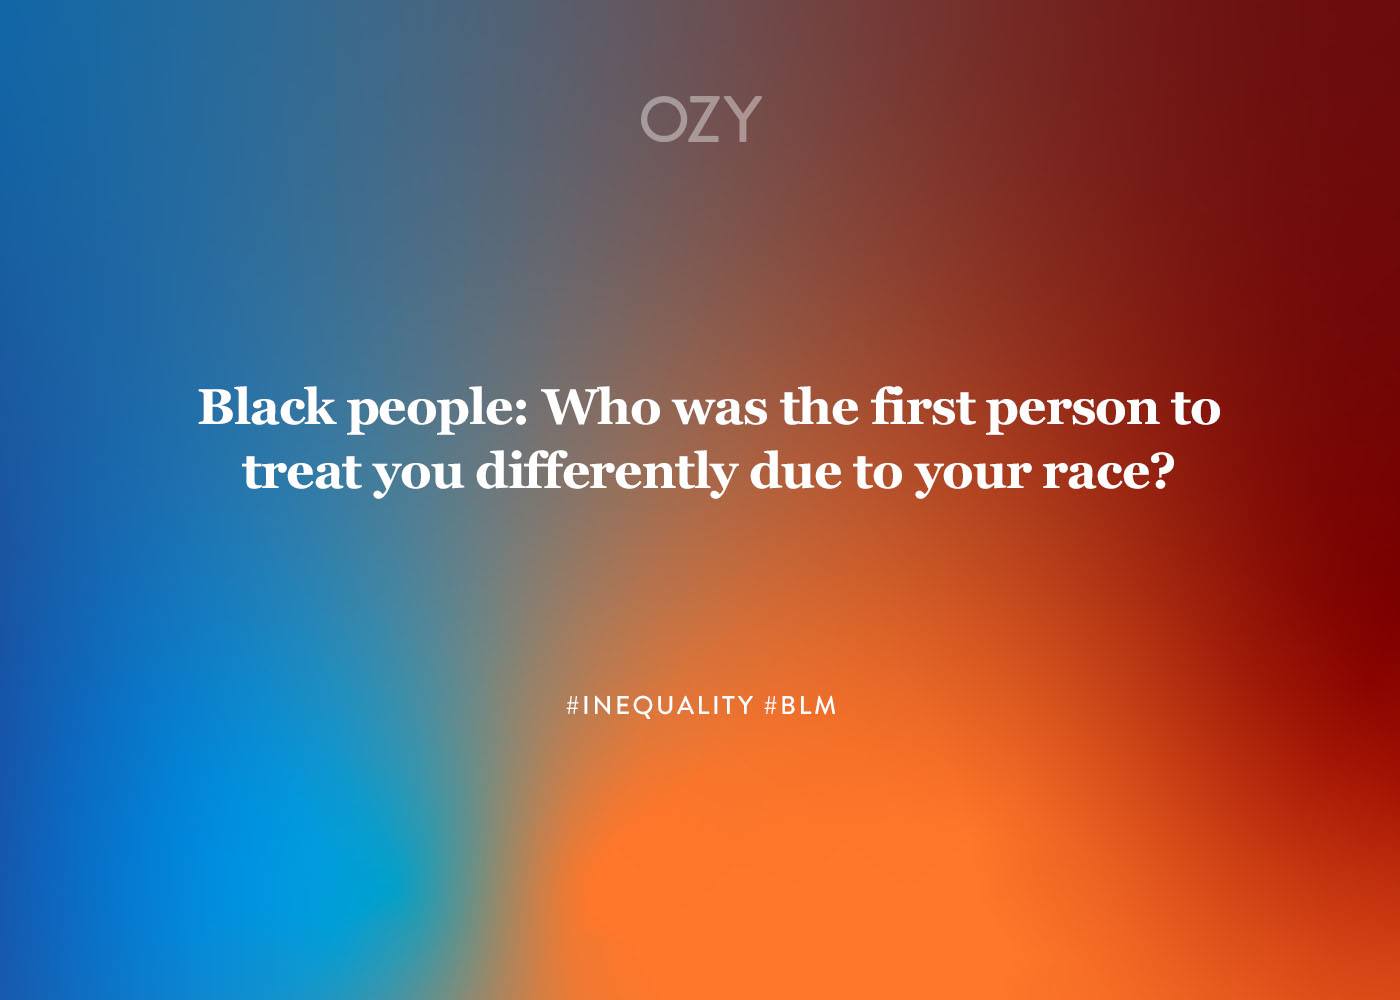 OZY
Black people: Who was the first person to
treat you differently due to your race?
#INEQUALITY #BLM